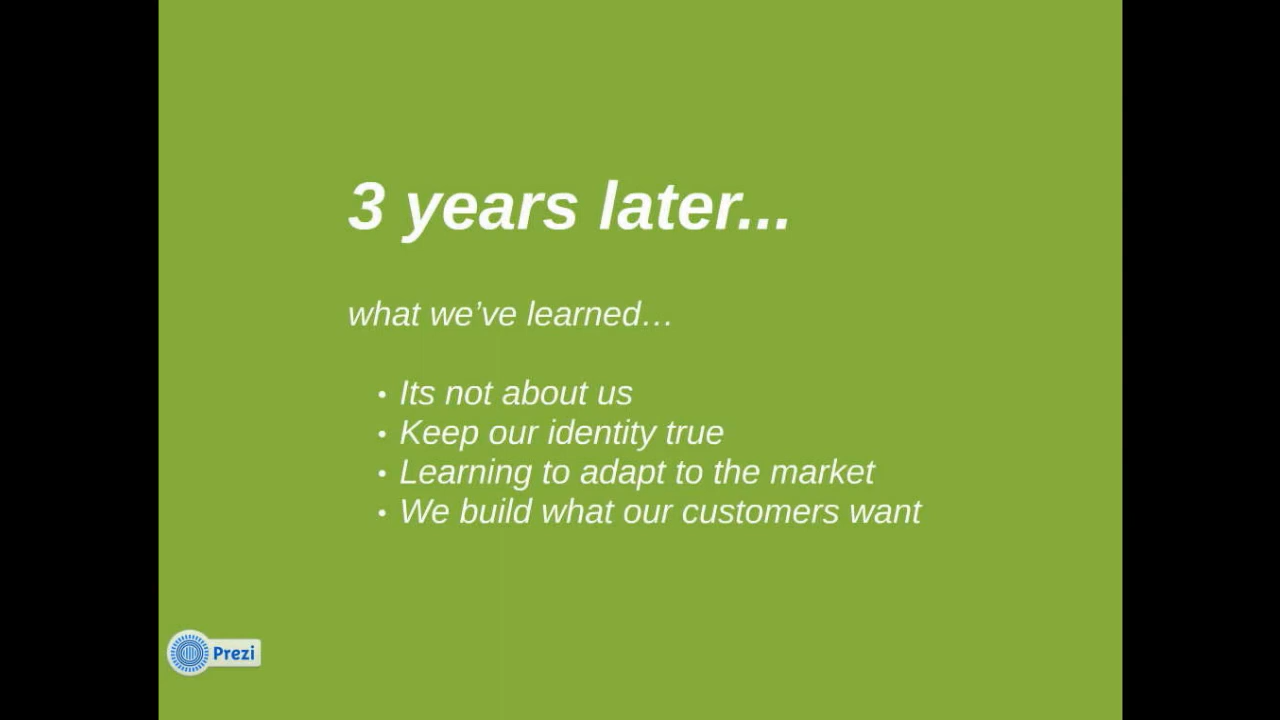 3 years later...
what we’ve learned…
• Its not about us
• Keep our identity true
• Learning to adapt to the market
• We build what our customers want
Prezi